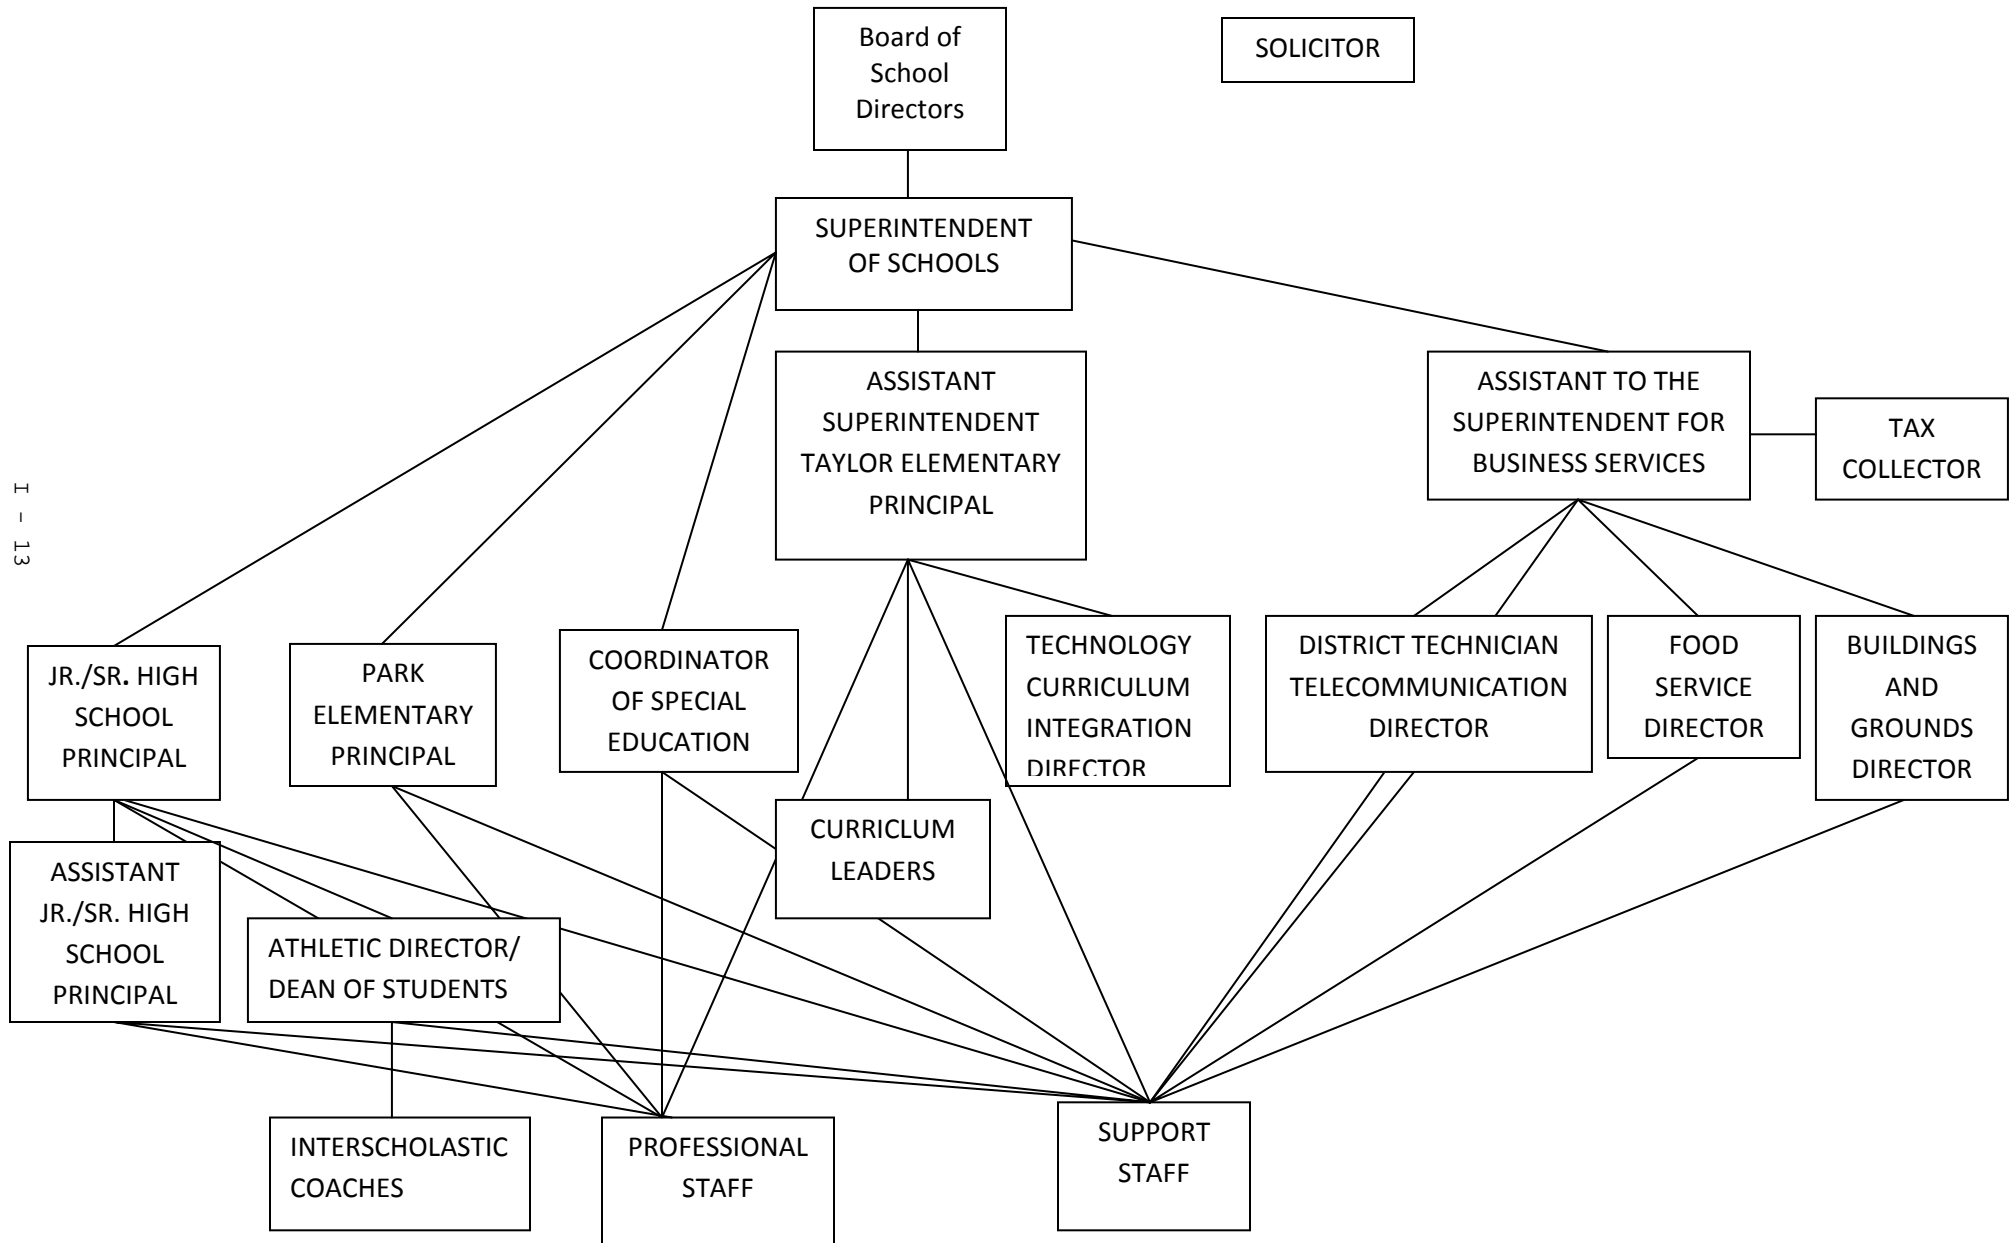 Board of
School
Directors
SOLICITOR
SUPERINTENDENT
OF SCHOOLS
ASSISTANT
SUPERINTENDENT
TAYLOR ELEMENTARY
PRINCIPAL
ASSISTANT TO THE
SUPERINTENDENT FOR
BUSINESS SERVICES
TAX
COLLECTOR
I - 13
JR./SR. HIGH
SCHOOL
PRINCIPAL
PARK
ELEMENTARY
PRINCIPAL
COORDINATOR
OF SPECIAL
EDUCATION
TECHNOLOGY
CURRICULUM
INTEGRATION
DIRECTOR
DISTRICT TECHNICIAN
TELECOMMUNICATION
DIRECTOR
FOOD
SERVICE
DIRECTOR
BUILDINGS
AND
GROUNDS
DIRECTOR
CURRICLUM
LEADERS
ASSISTANT
JR./SR. HIGH
SCHOOL
PRINCIPAL
ATHLETIC DIRECTOR/
DEAN OF STUDENTS
INTERSCHOLASTIC
COACHES
PROFESSIONAL
STAFF
SUPPORT
STAFF